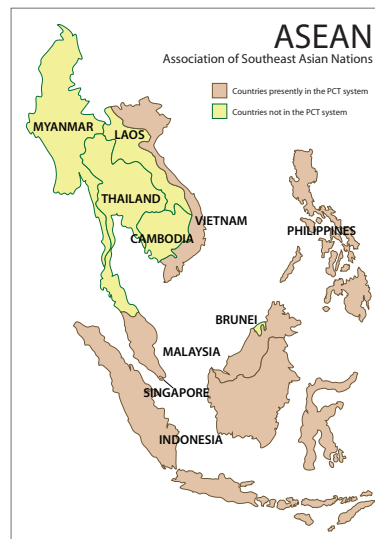 ASEAN
Association of Southeast Asian Nations
Countries presently in the PCT system
Countries not in the PCT system
MYANMAR
LAOS
THAILAND
VIETNAM
PHILIPPINES
CAMBODIA
BRUNEI
MALAYSIA
SINGAPORE
INDONESIA